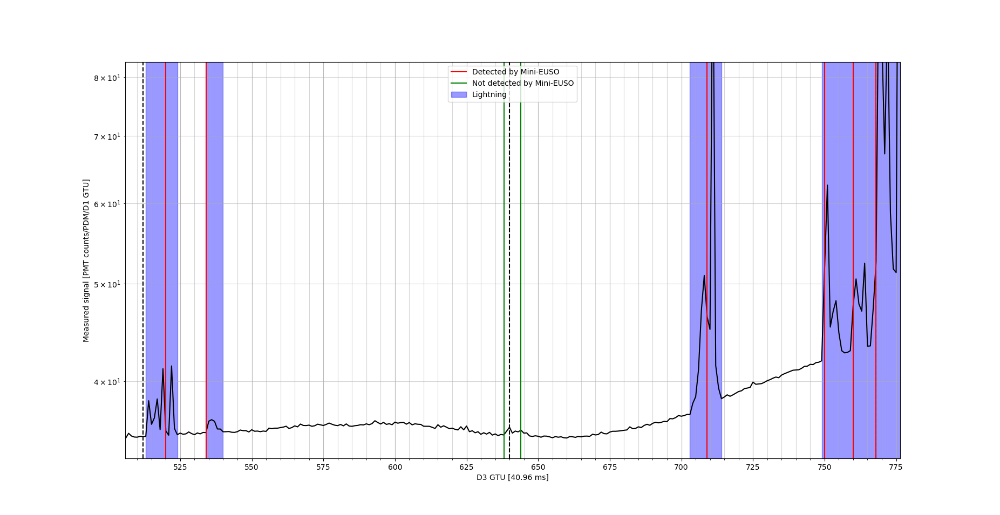 Detected by Mini-EUSO
Not detected by Mini-EUSO
Lightning
8 × 10¹
7 × 10¹
6 × 10¹
5 × 10¹
4 × 10¹
Measured signal [PMT counts/PDM/D1 GTU]
525 550 575 600 625 650 675 700 725 750 775
D3 GTU [40.96 ms]